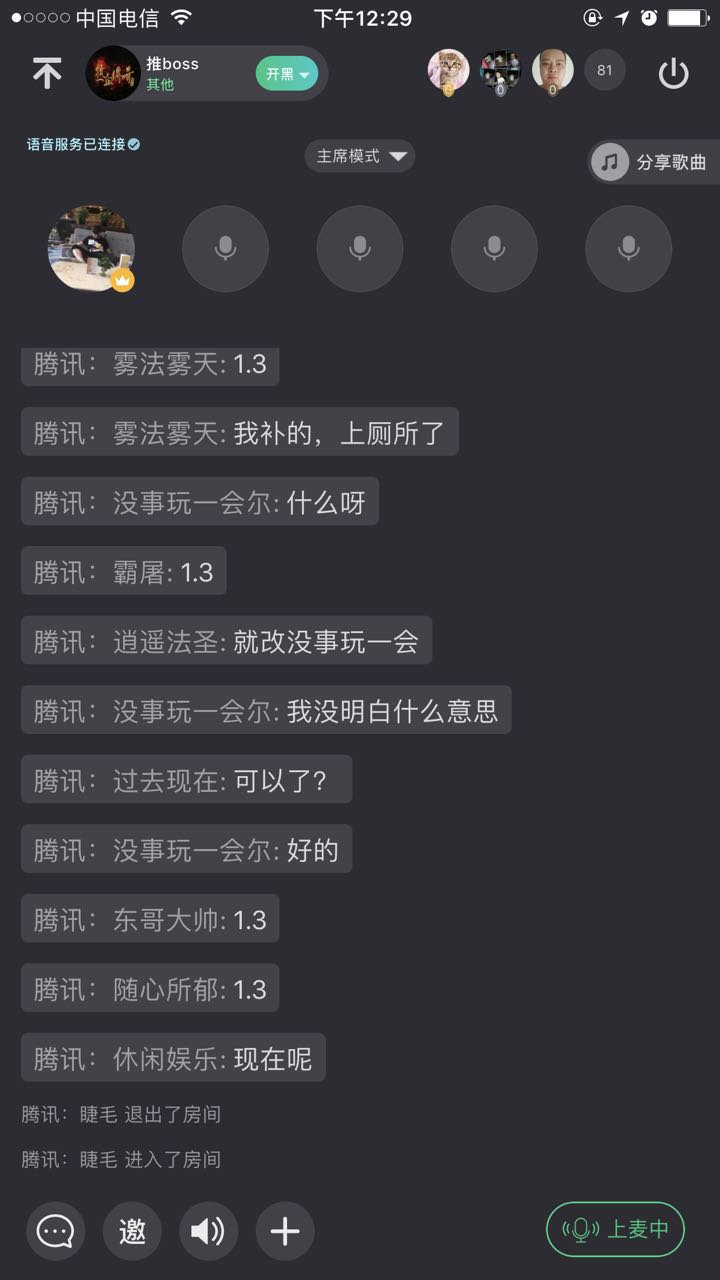 中国电信 下午12:29
推boss
其他
开黑
0 0 0 81
语音服务已连接
主席模式
分享歌曲
腾讯： 雾法雾天: 1.3
腾讯： 雾法雾天: 我补的，上厕所了
腾讯： 没事玩一会尔: 什么呀
腾讯： 霸屠: 1.3
腾讯： 逍遥法圣: 就改没事玩一会
腾讯： 没事玩一会尔: 我没明白什么意思
腾讯： 过去现在: 可以了？
腾讯： 没事玩一会尔: 好的
腾讯： 东哥大帅: 1.3
腾讯： 随心所郁: 1.3
腾讯： 休闲娱乐: 现在呢
腾讯： 睫毛 退出了房间
腾讯： 睫毛 进入了房间
邀 上麦中